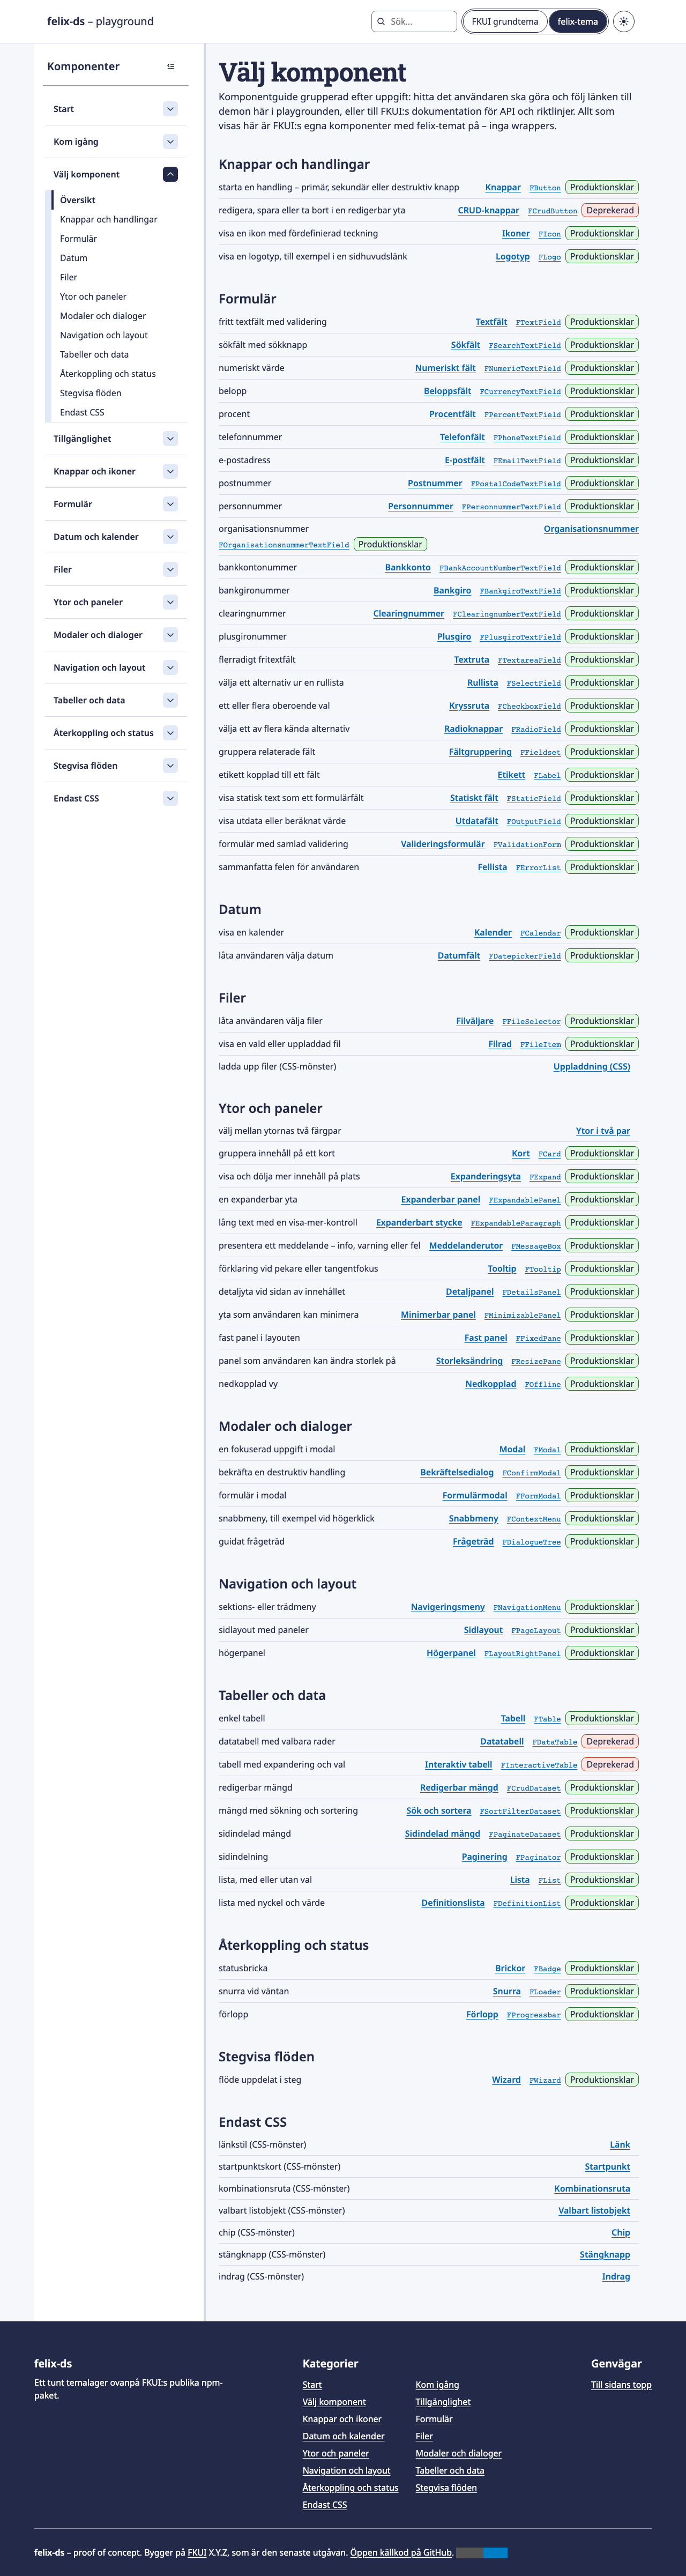 felix-ds – playground
Sök...
FKUI grundtema
felix-tema
Komponenter
Start
Kom igång
Välj komponent
Översikt
Knappar och handlingar
Formulär
Datum
Filer
Ytor och paneler
Modaler och dialoger
Navigation och layout
Tabeller och data
Återkoppling och status
Stegvisa flöden
Endast CSS
Tillgänglighet
Knappar och ikoner
Formulär
Datum och kalender
Filer
Ytor och paneler
Modaler och dialoger
Navigation och layout
Tabeller och data
Återkoppling och status
Stegvisa flöden
Endast CSS
Välj komponent
Komponentguide grupperad efter uppgift: hitta det användaren ska göra och följ länken till
demon här i playgrounden, eller till FKUI:s dokumentation för API och riktlinjer. Allt som
visas här är FKUI:s egna komponenter med felix-temat på – inga wrappers.
Knappar och handlingar
starta en handling – primär, sekundär eller destruktiv knapp Knappar FButton Produktionsklar
redigera, spara eller ta bort i en redigerbar yta CRUD-knappar FCrudButton Deprekerad
visa en ikon med fördefinierad teckning Ikoner FIcon Produktionsklar
visa en logotyp, till exempel i en sidhuvudslänk Logotyp FLogo Produktionsklar
Formulär
fritt textfält med validering Textfält FTextField Produktionsklar
sökfält med sökknapp Sökfält FSearchTextField Produktionsklar
numeriskt värde Numeriskt fält FNumericTextField Produktionsklar
belopp Beloppsfält FCurrencyTextField Produktionsklar
procent Procentfält FPercentTextField Produktionsklar
telefonnummer Telefonfält FPhoneTextField Produktionsklar
e-postadress E-postfält FEmailTextField Produktionsklar
postnummer Postnummer FPostalCodeTextField Produktionsklar
personnummer Personnummer FPersonnummerTextField Produktionsklar
organisationsnummer Organisationsnummer
FOrganisationsnummerTextField Produktionsklar
bankkontonummer Bankkonto FBankAccountNumberTextField Produktionsklar
bankgironummer Bankgiro FBankgiroTextField Produktionsklar
clearingnummer Clearingnummer FClearingnumberTextField Produktionsklar
plusgironummer Plusgiro FPlusgiroTextField Produktionsklar
flerradigt fritextfält Textruta FTextareaField Produktionsklar
välja ett alternativ ur en rullista Rullista FSelectField Produktionsklar
ett eller flera oberoende val Kryssruta FCheckboxField Produktionsklar
välja ett av flera kända alternativ Radioknappar FRadioField Produktionsklar
gruppera relaterade fält Fältgruppering FFieldset Produktionsklar
etikett kopplad till ett fält Etikett FLabel Produktionsklar
visa statisk text som ett formulärfält Statiskt fält FStaticField Produktionsklar
visa utdata eller beräknat värde Utdatafält FOutputField Produktionsklar
formulär med samlad validering Valideringsformulär FValidationForm Produktionsklar
sammanfatta felen för användaren Fellista FErrorList Produktionsklar
Datum
visa en kalender Kalender FCalendar Produktionsklar
låta användaren välja datum Datumfält FDatepickerField Produktionsklar
Filer
låta användaren välja filer Filväljare FFileSelector Produktionsklar
visa en vald eller uppladdad fil Filrad FFileItem Produktionsklar
ladda upp filer (CSS-mönster) Uppladdning (CSS)
Ytor och paneler
välj mellan ytornas två färgpar Ytor i två par
gruppera innehåll på ett kort Kort FCard Produktionsklar
visa och dölja mer innehåll på plats Expanderingsyta FExpand Produktionsklar
en expanderbar yta Expanderbar panel FExpandablePanel Produktionsklar
lång text med en visa-mer-kontroll Expanderbart stycke FExpandableParagraph Produktionsklar
presentera ett meddelande – info, varning eller fel Meddelanderutor FMessageBox Produktionsklar
förklaring vid pekare eller tangentfokus Tooltip FTooltip Produktionsklar
detaljyta vid sidan av innehållet Detaljpanel FDetailsPanel Produktionsklar
yta som användaren kan minimera Minimerbar panel FMinimizablePanel Produktionsklar
fast panel i layouten Fast panel FFixedPane Produktionsklar
panel som användaren kan ändra storlek på Storleksändring FResizePane Produktionsklar
nedkopplad vy Nedkopplad FOffline Produktionsklar
Modaler och dialoger
en fokuserad uppgift i modal Modal FModal Produktionsklar
bekräfta en destruktiv handling Bekräftelsedialog FConfirmModal Produktionsklar
formulär i modal Formulärmodal FFormModal Produktionsklar
snabbmeny, till exempel vid högerklick Snabbmeny FContextMenu Produktionsklar
guidat frågeträd Frågeträd FDialogueTree Produktionsklar
Navigation och layout
sektions- eller trädmeny Navigeringsmeny FNavigationMenu Produktionsklar
sidlayout med paneler Sidlayout FPageLayout Produktionsklar
högerpanel Högerpanel FLayoutRightPanel Produktionsklar
Tabeller och data
enkel tabell Tabell FTable Produktionsklar
datatabell med valbara rader Datatabell FDataTable Deprekerad
tabell med expandering och val Interaktiv tabell FInteractiveTable Deprekerad
redigerbar mängd Redigerbar mängd FCrudDataset Produktionsklar
mängd med sökning och sortering Sök och sortera FSortFilterDataset Produktionsklar
sidindelad mängd Sidindelad mängd FPaginateDataset Produktionsklar
sidindelning Paginering FPaginator Produktionsklar
lista, med eller utan val Lista FList Produktionsklar
lista med nyckel och värde Definitionslista FDefinitionList Produktionsklar
Återkoppling och status
statusbricka Brickor FBadge Produktionsklar
snurra vid väntan Snurra FLoader Produktionsklar
förlopp Förlopp FProgressbar Produktionsklar
Stegvisa flöden
flöde uppdelat i steg Wizard FWizard Produktionsklar
Endast CSS
länkstil (CSS-mönster) Länk
startpunktskort (CSS-mönster) Startpunkt
kombinationsruta (CSS-mönster) Kombinationsruta
valbart listobjekt (CSS-mönster) Valbart listobjekt
chip (CSS-mönster) Chip
stängknapp (CSS-mönster) Stängknapp
indrag (CSS-mönster) Indrag
felix-ds
Ett tunt temalager ovanpå FKUI:s publika npm-
paket.
Kategorier
Start
Välj komponent
Knappar och ikoner
Datum och kalender
Ytor och paneler
Navigation och layout
Återkoppling och status
Endast CSS
Kom igång
Tillgänglighet
Formulär
Filer
Modaler och dialoger
Tabeller och data
Stegvisa flöden
Genvägar
Till sidans topp
felix-ds – proof of concept. Bygger på FKUI X.Y.Z, som är den senaste utgåvan. Öppen källkod på GitHub.